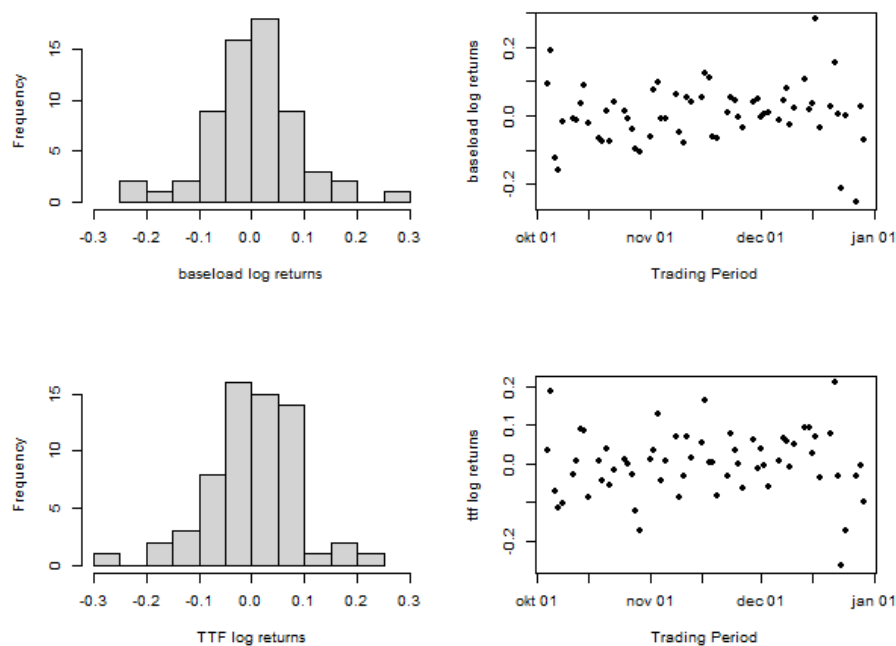 Frequency
15
10
5
0
-0.3
-0.2
-0.1
0.0
0.1
0.2
0.3
baseload log returns
baseload log returns
0.2
0.0
-0.2
okt 01
nov 01
dec 01
jan 01
Trading Period
Frequency
15
10
5
0
-0.3
-0.2
-0.1
0.0
0.1
0.2
0.3
TTF log returns
ttf log returns
0.2
0.1
0.0
-0.2
okt 01
nov 01
dec 01
jan 01
Trading Period